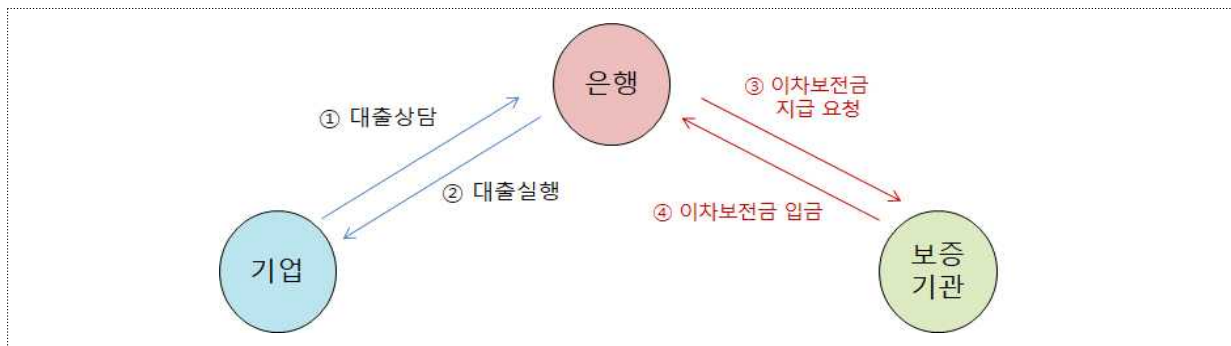 은행
① 대출상담
② 대출실행
③ 이차보전금
지급 요청
④ 이차보전금 입금
기업
보증
기관